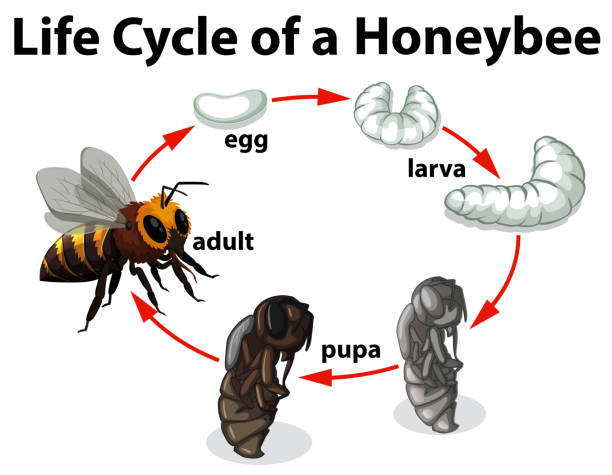 Life Cycle of a Honeybee
egg
larva
adult
pupa